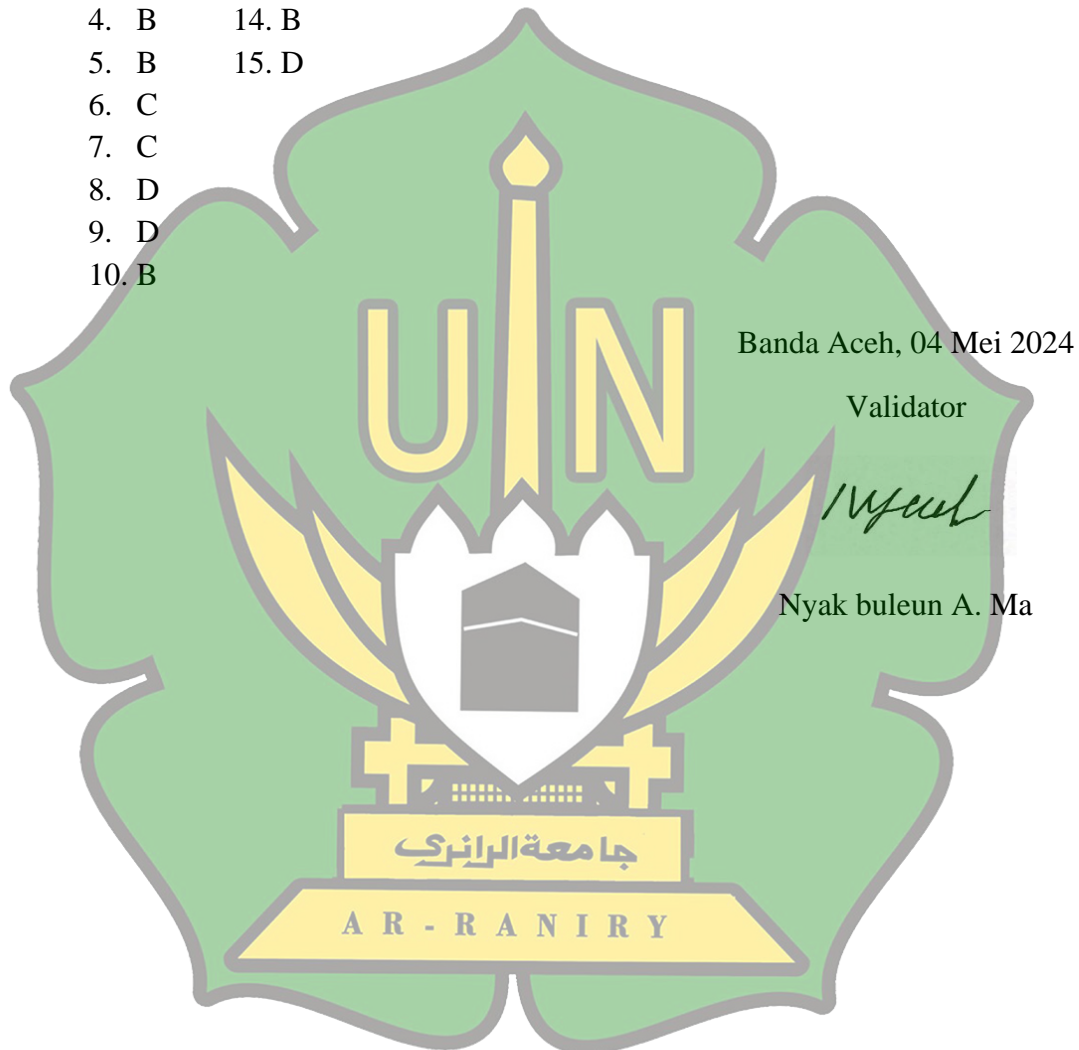 4. B 14. B
5. B 15. D
6. C
7. C
8. D
9. D
10. B
UIN
Banda Aceh, 04 Mei 2024
Validator
Nyak buleun A. Ma
جامعة الرانري
AR-RANIRY